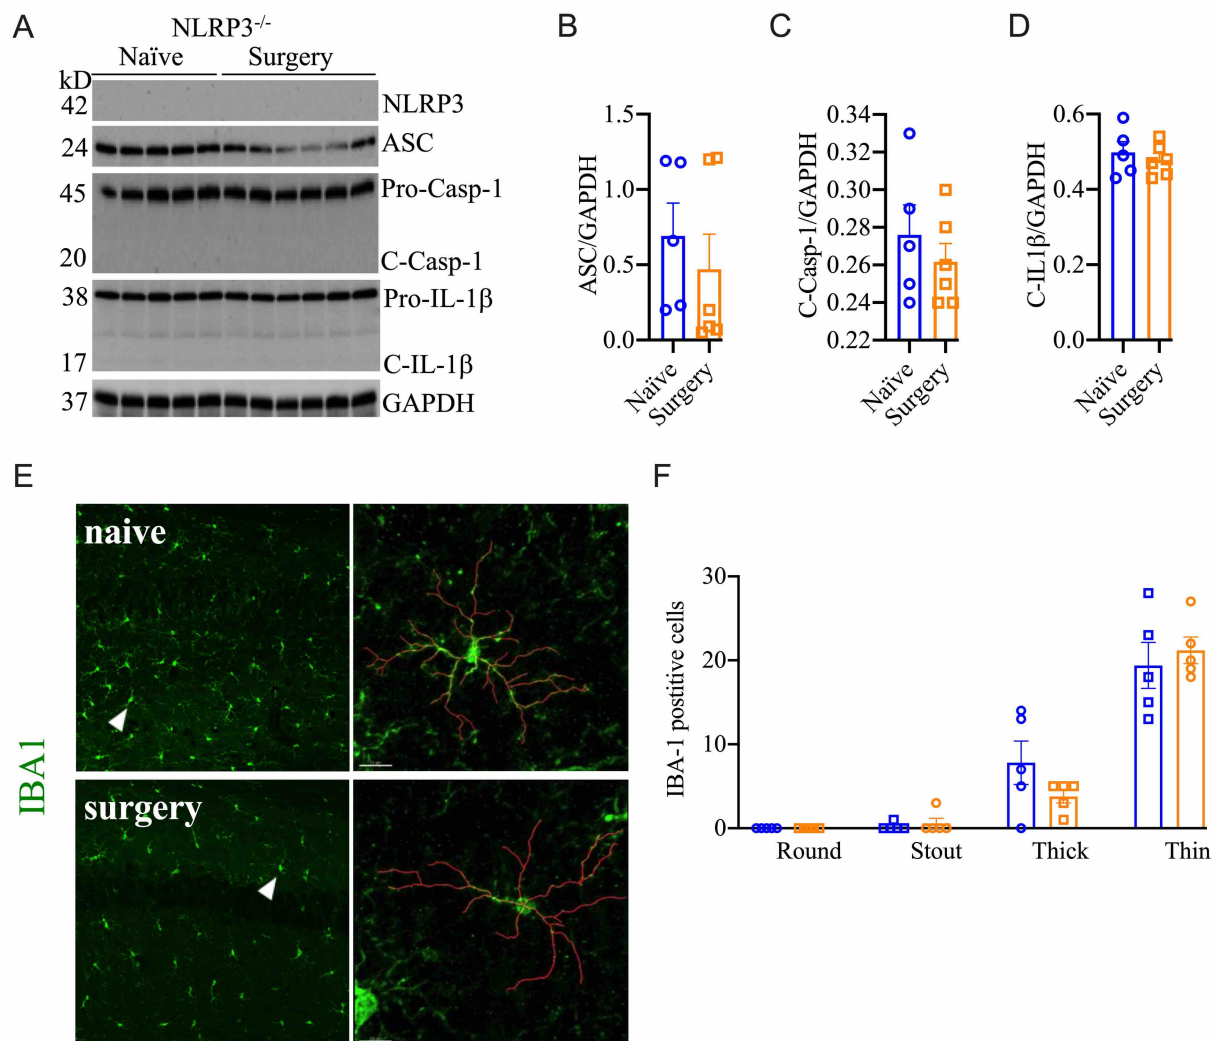 A
NLRP3-/-
Naïve Surgery
kD
42 NLRP3
24 ASC
45 Pro-Casp-1
20 C-Casp-1
38 Pro-IL-1β
17 C-IL-1β
37 GAPDH
B
ASC/GAPDH
1.5
1.0
0.5
0.0
Naïve
Surgery
C
C-Casp-1/GAPDH
0.34
0.32
0.30
0.28
0.26
0.24
0.22
Naïve
Surgery
D
C-IL1β/GAPDH
0.6
0.4
0.2
0.0
Naïve
Surgery
E
IBA1
naive
surgery
F
IBA-1 postitive cells
30
20
10
0
Round Stout Thick Thin